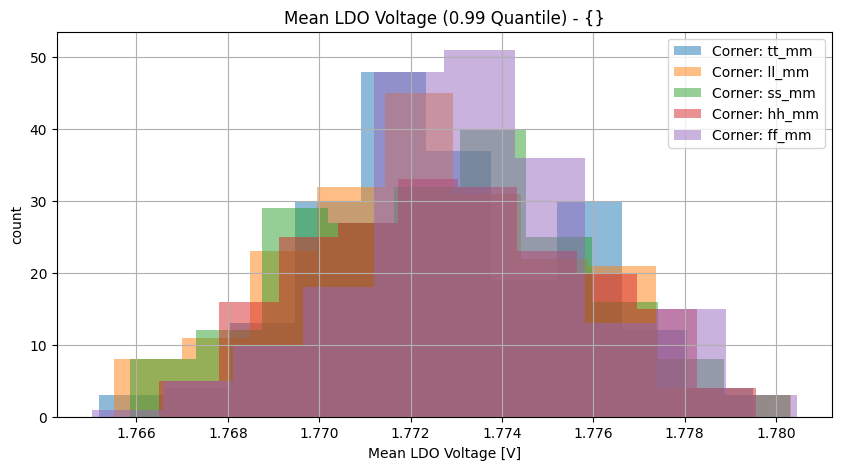 Mean LDO Voltage (0.99 Quantile) - {}
50
40
30
20
10
0
count
Corner: tt_mm
Corner: ll_mm
Corner: ss_mm
Corner: hh_mm
Corner: ff_mm
1.766 1.768 1.770 1.772 1.774 1.776 1.778 1.780
Mean LDO Voltage [V]